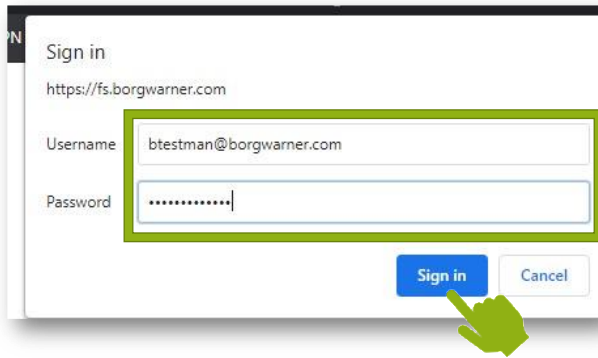 PN
Sign in
https://fs.borgwarner.com
Username btestman@borgwarner.com
Password •••••••••••••
Sign in Cancel